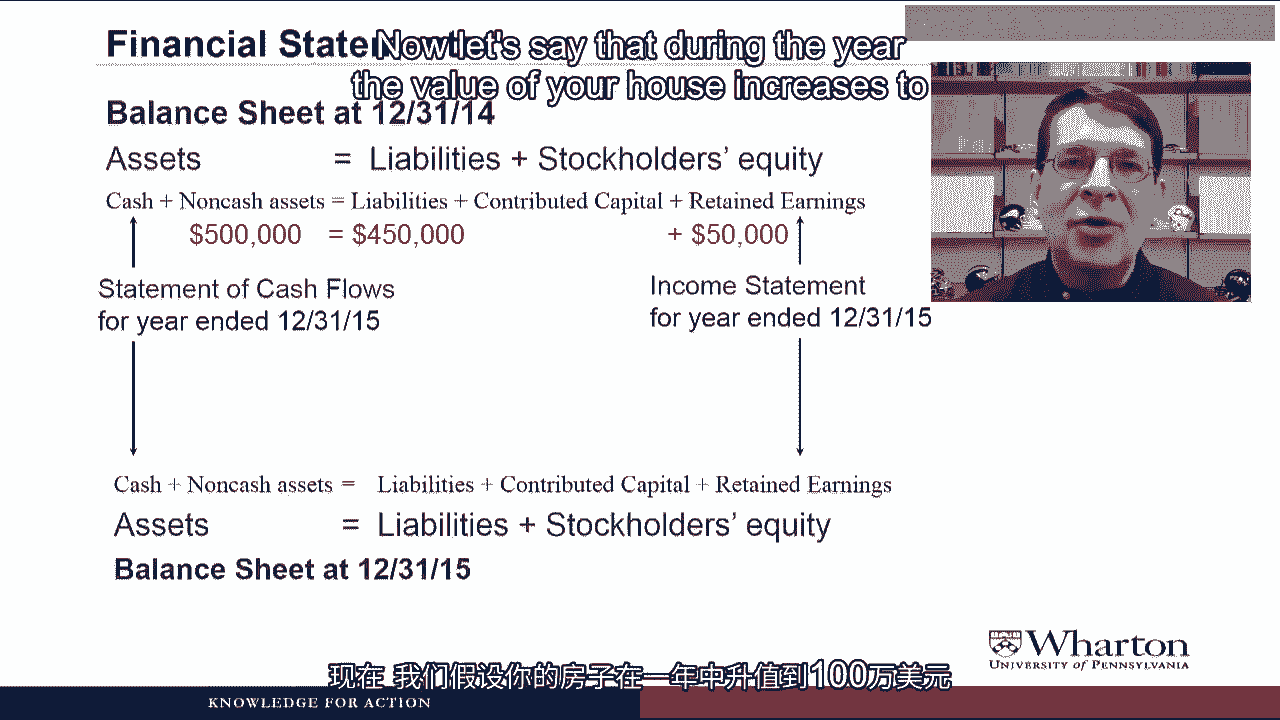 Financial State
Now let's say that during the year
the value of your house increases to
Balance Sheet at 12/31/14
Assets = Liabilities + Stockholders’ equity
Cash + Noncash assets = Liabilities + Contributed Capital + Retained Earnings
$500,000 = $450,000 + $50,000
Statement of Cash Flows
for year ended 12/31/15
Income Statement
for year ended 12/31/15
Cash + Noncash assets = Liabilities + Contributed Capital + Retained Earnings
Assets = Liabilities + Stockholders’ equity
Balance Sheet at 12/31/15
Wharton
UNIVERSITY of PENNSYLVANIA
现在 我们假设你的房子在一年中升值到100万美元
KNOWLEDGE FOR ACTION